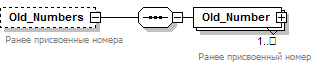 Old_Numbers
Old_Number
Ранее присвоенные номера
1..□
Ранее присвоенный номер